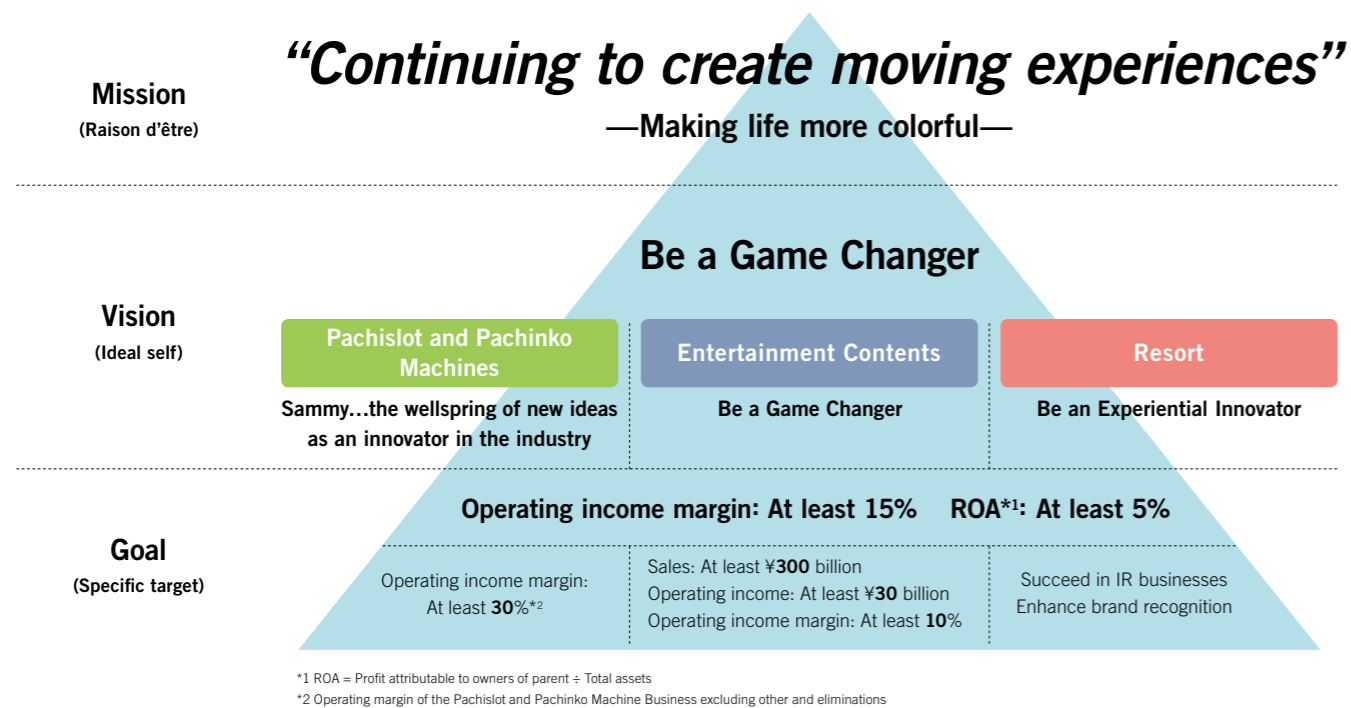 “Continuing to create moving experiences”
—Making life more colorful—
Mission
(Raison d’être)
Be a Game Changer
Vision
(Ideal self)
Pachislot and Pachinko
Machines
Sammy…the wellspring of new ideas
as an innovator in the industry
Entertainment Contents
Be a Game Changer
Resort
Be an Experiential Innovator
Goal
(Specific target)
Operating income margin: At least 15% ROA*1: At least 5%
Operating income margin:
At least 30%*2
Sales: At least ¥300 billion
Operating income: At least ¥30 billion
Operating income margin: At least 10%
Succeed in IR businesses
Enhance brand recognition
*1 ROA = Profit attributable to owners of parent ÷ Total assets
*2 Operating margin of the Pachislot and Pachinko Machine Business excluding other and eliminations